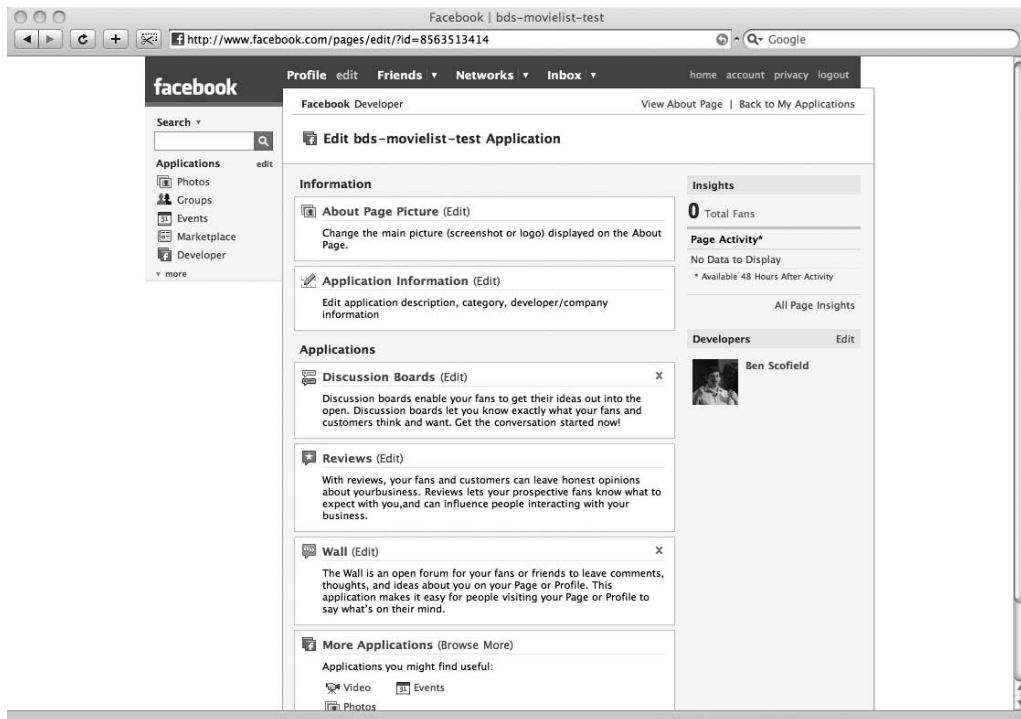 Facebook | bds-movielist-test
http://www.facebook.com/pages/edit/?id=8563513414
Google
facebook
Profile edit Friends Networks Inbox
home account privacy logout
Search
Applications edit
Photos
Groups
31 Events
Marketplace
Developer
more
Facebook Developer
View About Page | Back to My Applications
Edit bds-movielist-test Application
Information
About Page Picture (Edit)
Change the main picture (screenshot or logo) displayed on the About
Page.
Application Information (Edit)
Edit application description, category, developer/company
information
Applications
Discussion Boards (Edit) x
Discussion boards enable your fans to get their ideas out into the
open. Discussion boards let you know exactly what your fans and
customers think and want. Get the conversation started now!
Reviews (Edit)
With reviews, your fans and customers can leave honest opinions
about yourbusiness. Reviews lets your prospective fans know what to
expect with you,and can influence people interacting with your
business.
Wall (Edit) x
The Wall is an open forum for your fans or friends to leave comments,
thoughts, and ideas about you on your Page or Profile. This
application makes it easy for people visiting your Page or Profile to
say what's on their mind.
More Applications (Browse More)
Applications you might find useful:
Video 31 Events
Photos
Insights
0 Total Fans
Page Activity*
No Data to Display
* Available 48 Hours After Activity
All Page Insights
Developers Edit
Ben Scofield